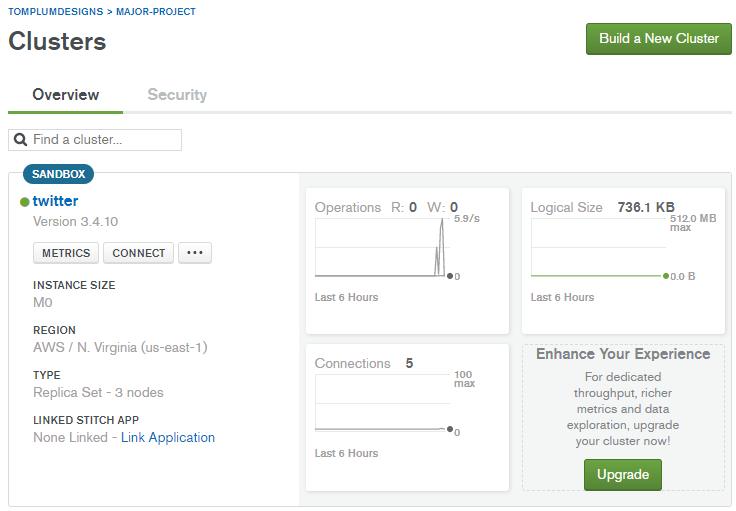 TOMPLUMDESIGNS > MAJOR-PROJECT
Clusters
Build a New Cluster
Overview
Security
Find a cluster...
SANDBOX
twitter
Version 3.4.10
METRICS
CONNECT
•••
INSTANCE SIZE
M0
REGION
AWS / N. Virginia (us-east-1)
TYPE
Replica Set - 3 nodes
LINKED STITCH APP
None Linked - Link Application
Operations R: 0 W: 0
5.9/s
0
Last 6 Hours
Logical Size 736.1 KB
512.0 MB
max
0.0 B
Last 6 Hours
Connections 5
100
max
0
Last 6 Hours
Enhance Your Experience
For dedicated
throughput, richer
metrics and data
exploration, upgrade
your cluster now!
Upgrade